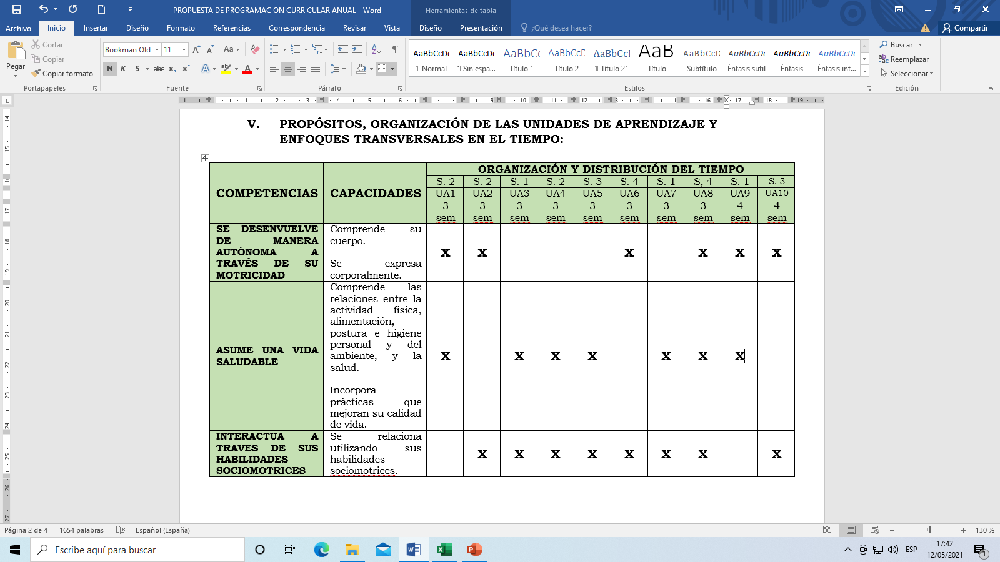 PROPUESTA DE PROGRAMACIÓN CURRICULAR ANUAL - Word
Herramientas de tabla
Archivo Inicio Insertar Diseño Formato Referencias Correspondencia Revisar Vista Diseño Presentación ¿Qué desea hacer? Compartir
Pegar
Cortar
Copiar
Copiar formato
Portapapeles
Bookman Old 11
N K S abc x₂ x²
Fuente
Párrafo
AaBbCcDc AaBbCcDc AaBbCc AaBbCcD AaBbCcI AaB AaBbCcD AaBbCcDc AaBbCcDc AaBbCcDc
¶ Normal ¶ Sin espa... Título 1 Título 2 ¶ Título 21 Título Subtítulo Énfasis sutil Énfasis Énfasis int...
Estilos
Buscar
Reemplazar
Seleccionar
Edición
V. PROPÓSITOS, ORGANIZACIÓN DE LAS UNIDADES DE APRENDIZAJE Y
ENFOQUES TRANSVERSALES EN EL TIEMPO:
COMPETENCIAS CAPACIDADES
ORGANIZACIÓN Y DISTRIBUCIÓN DEL TIEMPO
S. 2 S. 2 S. 1 S. 2 S. 3 S. 4 S. 1 S, 4 S. 1 S. 3
UA1 UA2 UA3 UA4 UA5 UA6 UA7 UA8 UA9 UA10
3 3 3 3 3 3 3 3 4 4
sem sem sem sem sem sem sem sem sem sem
SE DESENVUELVE
DE MANERA
AUTÓNOMA A
TRAVÉS DE SU
MOTRICIDAD
Comprende su
cuerpo.
Se expresa
corporalmente.
X X X X X X
ASUME UNA VIDA
SALUDABLE
Comprende las
relaciones entre la
actividad física,
alimentación,
postura e higiene
personal y del
ambiente, y la
salud.
Incorpora
prácticas que
mejoran su calidad
de vida.
X X X X X X X
INTERACTUA A
TRAVES DE SUS
HABILIDADES
SOCIOMOTRICES
Se relaciona
utilizando sus
habilidades
sociomotrices.
X X X X X X X X
Página 2 de 4 1654 palabras Español (España) 130 %
Escribe aquí para buscar
ESP
17:42
12/05/2021
1